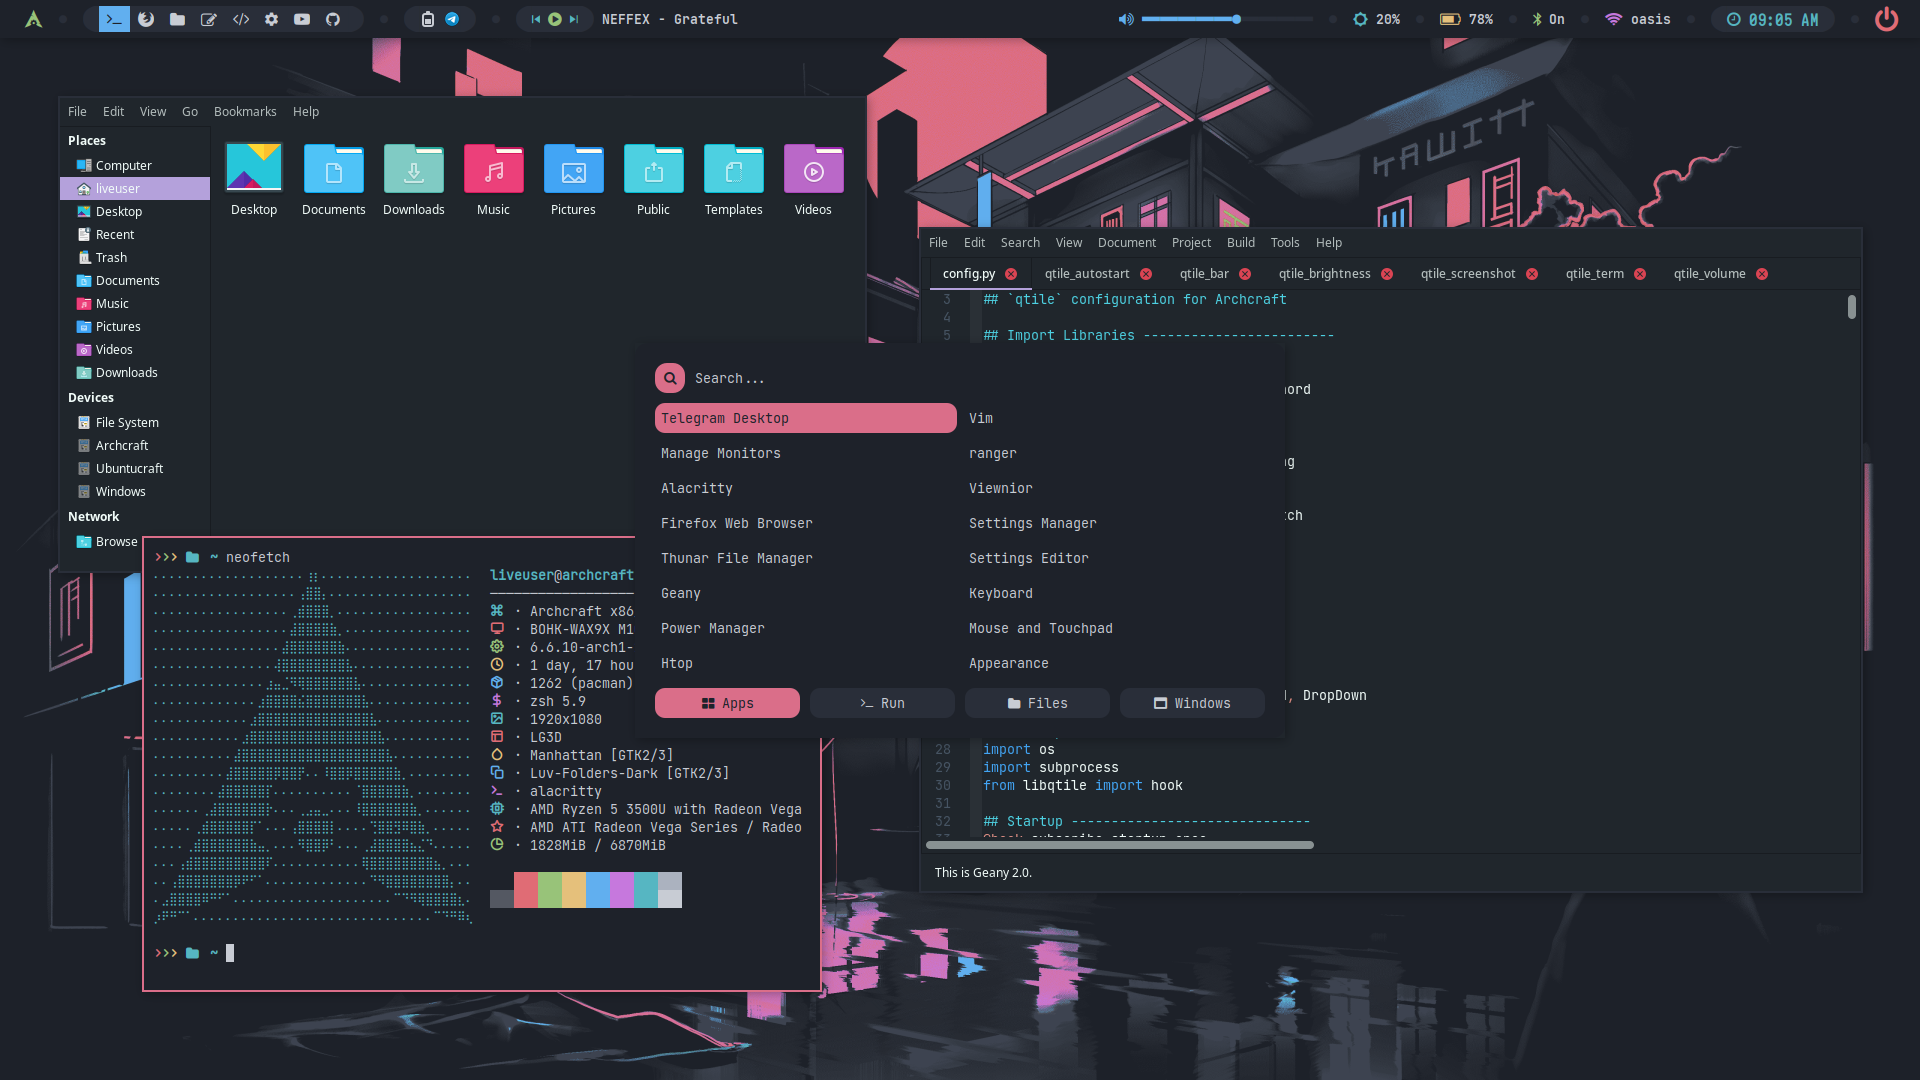 NEFFEX - Grateful
20%
78%
On
oasis
09:05 AM
File Edit View Go Bookmarks Help
Places
Computer
liveuser
Desktop
Recent
Trash
Documents
Music
Pictures
Videos
Downloads
Devices
File System
Archcraft
Ubuntucraft
Windows
Network
Browse
Desktop Documents Downloads Music Pictures Public Templates Videos
KAWITT
File Edit Search View Document Project Build Tools Help
config.py qtile_autostart qtile_bar qtile_brightness qtile_screenshot qtile_term qtile_volume
3 ## `qtile` configuration for Archcraft
4
5 ## Import Libraries ------------------------
ord
g
tch
, DropDown
28 import os
29 import subprocess
30 from libqtile import hook
31
32 ## Startup ------------------------------
This is Geany 2.0.
Search...
Telegram Desktop Vim
Manage Monitors ranger
Alacritty Viewnior
Firefox Web Browser Settings Manager
Thunar File Manager Settings Editor
Geany Keyboard
Power Manager Mouse and Touchpad
Htop Appearance
Apps >_ Run Files Windows
>>> ~ neofetch
liveuser@archcraft
· Archcraft x86
· BOHK-WAX9X M1
· 6.6.10-arch1-
· 1 day, 17 hou
· 1262 (pacman)
$ · zsh 5.9
· 1920x1080
· LG3D
· Manhattan [GTK2/3]
· Luv-Folders-Dark [GTK2/3]
>_ · alacritty
· AMD Ryzen 5 3500U with Radeon Vega
· AMD ATI Radeon Vega Series / Radeo
· 1828MiB / 6870MiB
>>> ~